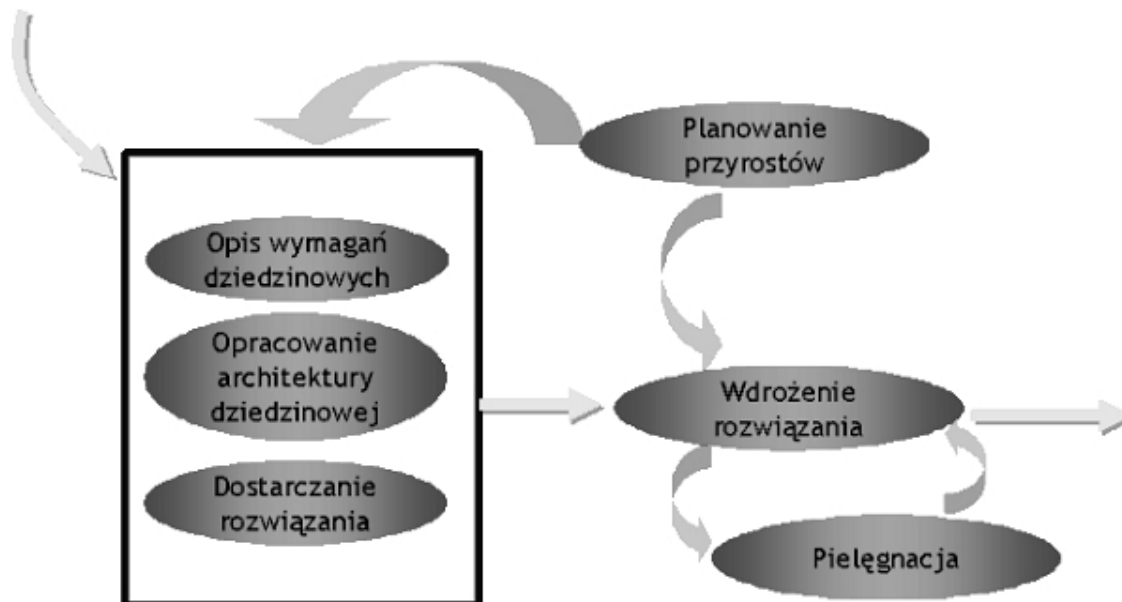 Planowanie
przyrostów
Opis wymagań
dziedzinowych
Opracowanie
architektury
dziedzinowej
Dostarczanie
rozwiązania
Wdrożenie
rozwiązania
Pielęgnacja